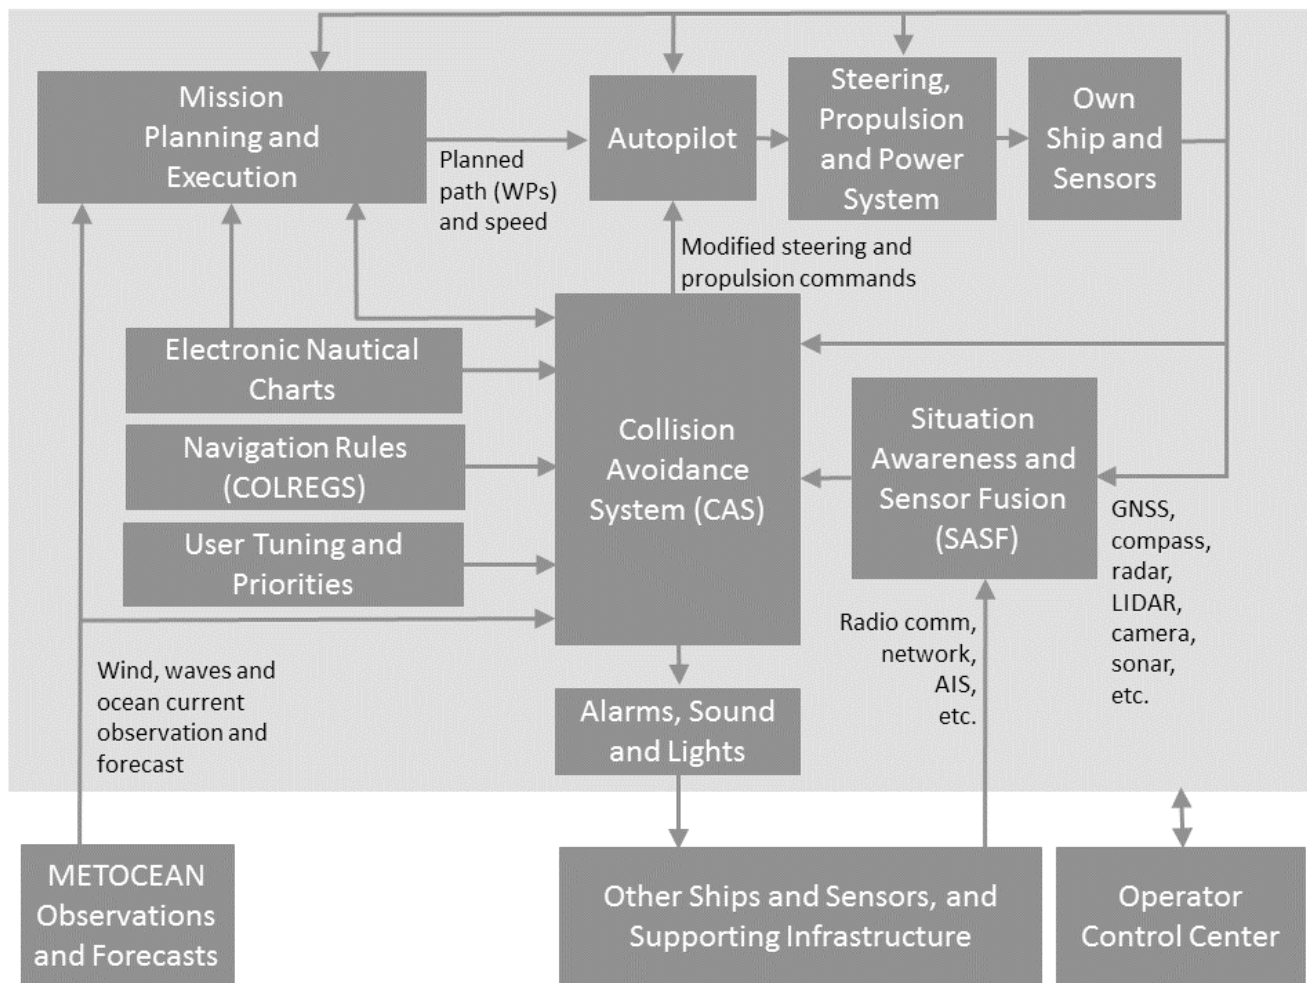 Mission
Planning and
Execution
Planned
path (WPs)
and speed
Autopilot
Steering,
Propulsion
and Power
System
Own
Ship and
Sensors
Modified steering and
propulsion commands
Electronic Nautical
Charts
Navigation Rules
(COLREGS)
User Tuning and
Priorities
Collision
Avoidance
System (CAS)
Situation
Awareness and
Sensor Fusion
(SASF)
GNSS,
compass,
radar,
LIDAR,
camera,
sonar,
etc.
Radio comm,
network,
AIS,
etc.
Wind, waves and
ocean current
observation and
forecast
Alarms, Sound
and Lights
METOCEAN
Observations
and Forecasts
Other Ships and Sensors, and
Supporting Infrastructure
Operator
Control Center